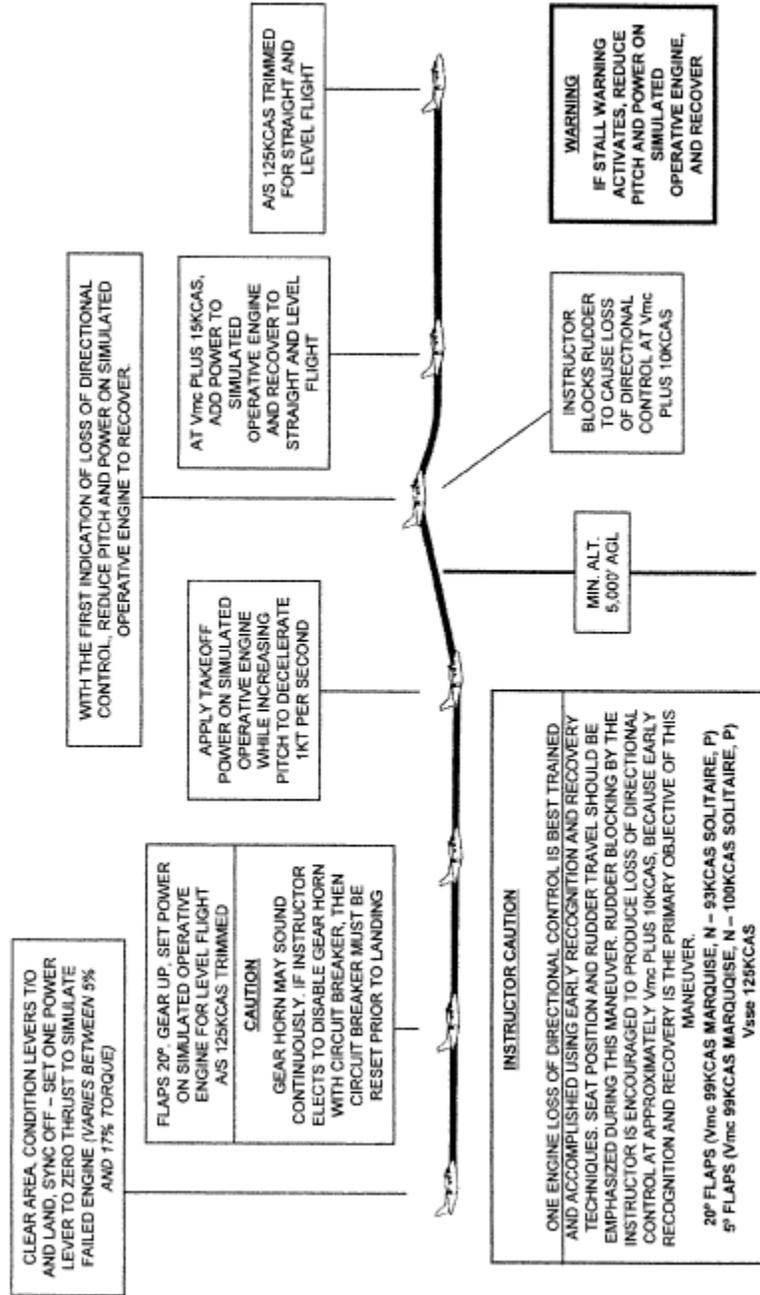 CLEAR AREA, CONDITION LEVERS T/O
AND LAND, SYNC OFF – SET ONE POWER
LEVER TO ZERO THRUST TO SIMULATE
FAILED ENGINE (VARIES BETWEEN 5%
AND 17% TORQUE)
FLAPS 20º, GEAR UP, SET POWER
ON SIMULATED OPERATIVE
ENGINE FOR LEVEL FLIGHT
A/S 125KCAS TRIMMED
CAUTION
GEAR HORN MAY SOUND
CONTINUOUSLY. IF INSTRUCTOR
ELECTS TO DISABLE GEAR HORN
WITH CIRCUIT BREAKER, THEN
CIRCUIT BREAKER MUST BE
RESET PRIOR TO LANDING
APPLY TAKEOFF
POWER ON SIMULATED
OPERATIVE ENGINE
WHILE INCREASING
PITCH TO DECELERATE
1KT PER SECOND
WITH THE FIRST INDICATION OF LOSS OF DIRECTIONAL
CONTROL, REDUCE PITCH AND POWER ON SIMULATED
OPERATIVE ENGINE TO RECOVER.
AT Vmc PLUS 15KCAS,
ADD POWER TO
SIMULATED
OPERATIVE ENGINE
AND RECOVER TO
STRAIGHT AND LEVEL
FLIGHT
A/S 125KCAS TRIMMED
FOR STRAIGHT AND
LEVEL FLIGHT
INSTRUCTOR CAUTION
ONE ENGINE LOSS OF DIRECTIONAL CONTROL IS BEST TRAINED
AND ACCOMPLISHED USING EARLY RECOGNITION AND RECOVERY
TECHNIQUES. SEAT POSITION AND RUDDER TRAVEL SHOULD BE
EMPHASIZED DURING THIS MANEUVER. RUDDER BLOCKING BY THE
INSTRUCTOR IS ENCOURAGED TO PRODUCE LOSS OF DIRECTIONAL
CONTROL AT APPROXIMATELY Vmc PLUS 10KCAS, BECAUSE EARLY
RECOGNITION AND RECOVERY IS THE PRIMARY OBJECTIVE OF THIS
MANEUVER.
20º FLAPS (Vmc 99KCAS MARQUISE, N – 93KCAS SOLITAIRE, P)
5º FLAPS (Vmc 99KCAS MARQUQISE, N – 100KCAS SOLITAIRE, P)
Vsse 125KCAS
MIN. ALT.
5,000' AGL
INSTRUCTOR
BLOCKS RUDDER
TO CAUSE LOSS
OF DIRECTIONAL
CONTROL AT Vmc
PLUS 10KCAS
WARNING
IF STALL WARNING
ACTIVATES, REDUCE
PITCH AND POWER ON
SIMULATED
OPERATIVE ENGINE,
AND RECOVER